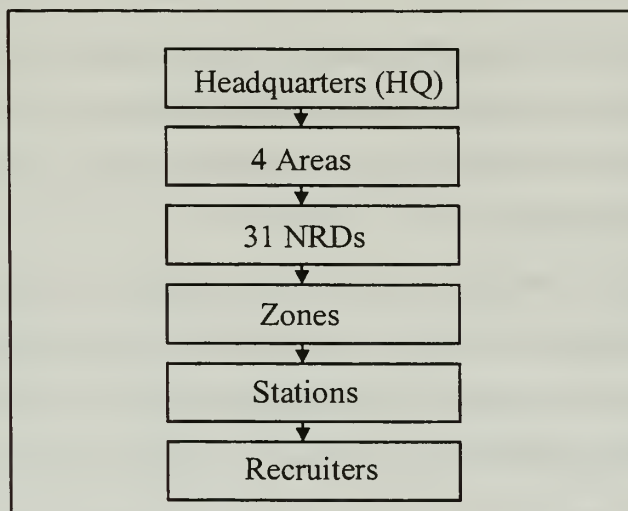 Headquarters (HQ)
4 Areas
31 NRDs
Zones
Stations
Recruiters